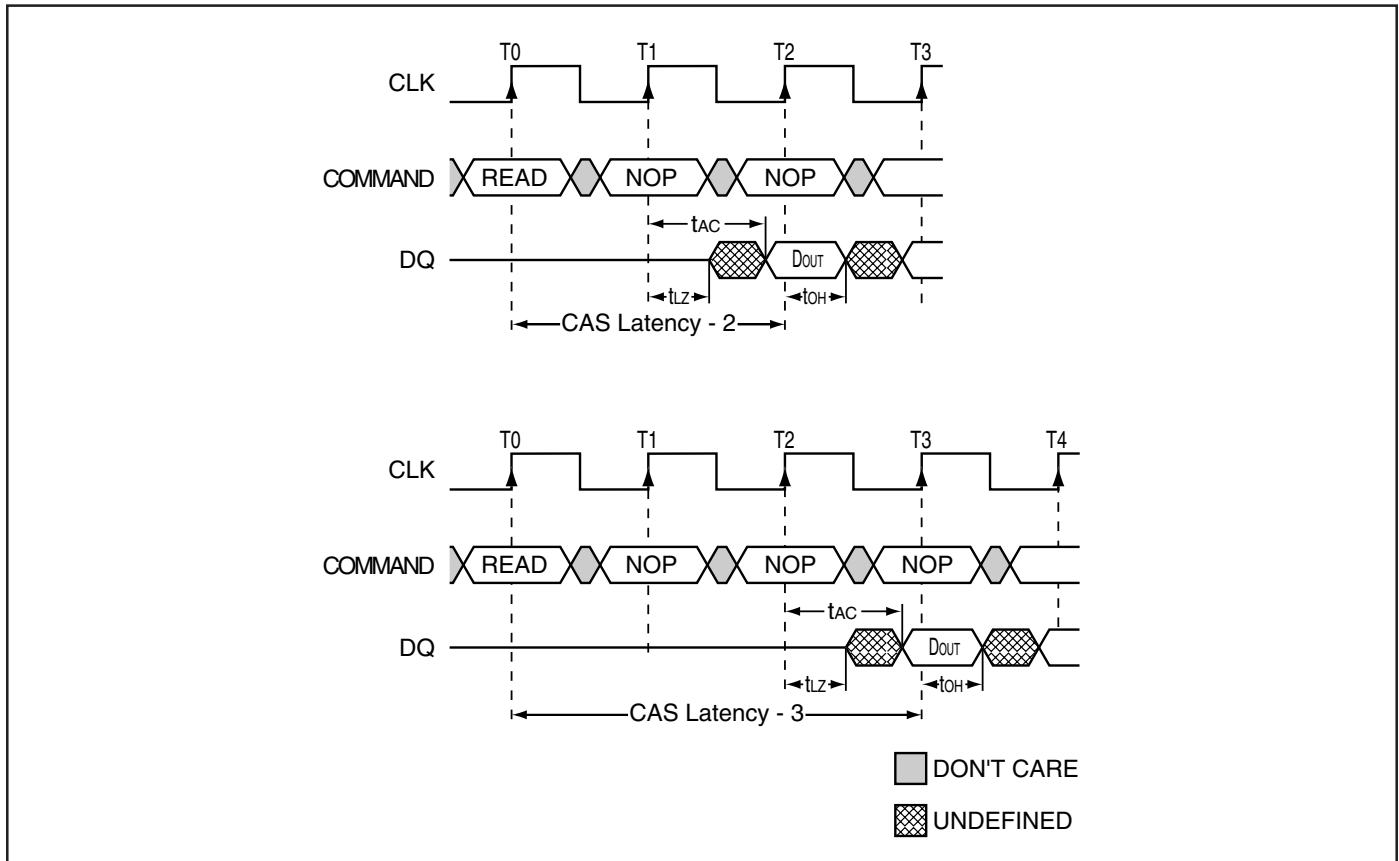 T0 T1 T2 T3
CLK
COMMAND READ NOP NOP
tAC
DQ DOUT
tLZ tOH
CAS Latency - 2
T0 T1 T2 T3 T4
CLK
COMMAND READ NOP NOP NOP
tAC
DQ DOUT
tLZ tOH
CAS Latency - 3
DON'T CARE
UNDEFINED